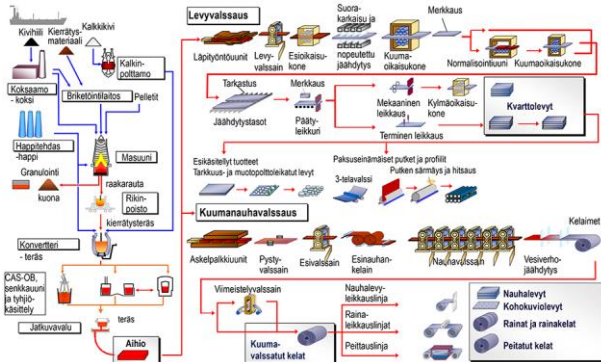 Kivihiili
Kierrätys-
materiaali
Kalkkikivi
Koksaamo
- koksi
Kalkin-
polttamo
Briketöintilaitos
Pelletit
Happitehdas
-happi
Masuuni
Granulointi
kuona
raakarauta
Rikin-
poisto
kierrätysteräs
Konvertteri
- teräs
CAS-OB,
senkkauuni
ja tyhjiö-
käsittely
Jatkuvavalu
teräs
Aihio
Levyvalssaus
Läpityöntöuunit
Levy-
valssain
Esioikaisu-
kone
Suora-
karkaisu ja
nopeutettu
jäähdytys
Kuuma-
oikaisukone
Merkkaus
Normalisointiuuni
Kuumaoikaisukone
Tarkastus
Jäähdytystasot
Merkkaus
Pääty-
leikkuri
Mekaaninen
leikkaus
Kylmäoikaisu-
kone
Terminen leikkaus
Kvarttolevyt
Esikäsitellyt tuotteet
Tarkkuus- ja muotopolttoleikatut levyt
Paksuseinämäiset putket ja profiilit
3-telavalssi
Putken särmäys ja hitsaus
Kuumanauhavalssaus
Askelpalkkiuunit
Pysty-
valssain
Esivalssain
Esinauhan-
kelain
Nauhavalssain
Vesiverho-
jäähdytys
Kelaimet
Viimeistelyvalssain
Kuuma-
valssatut kelat
Nauhalevy-
leikkauslinja
Raina-
leikkauslinjat
Peittauslinja
Nauhalevyt
Kohokuviolevyt
Rainat ja rainakelat
Peitatut kelat